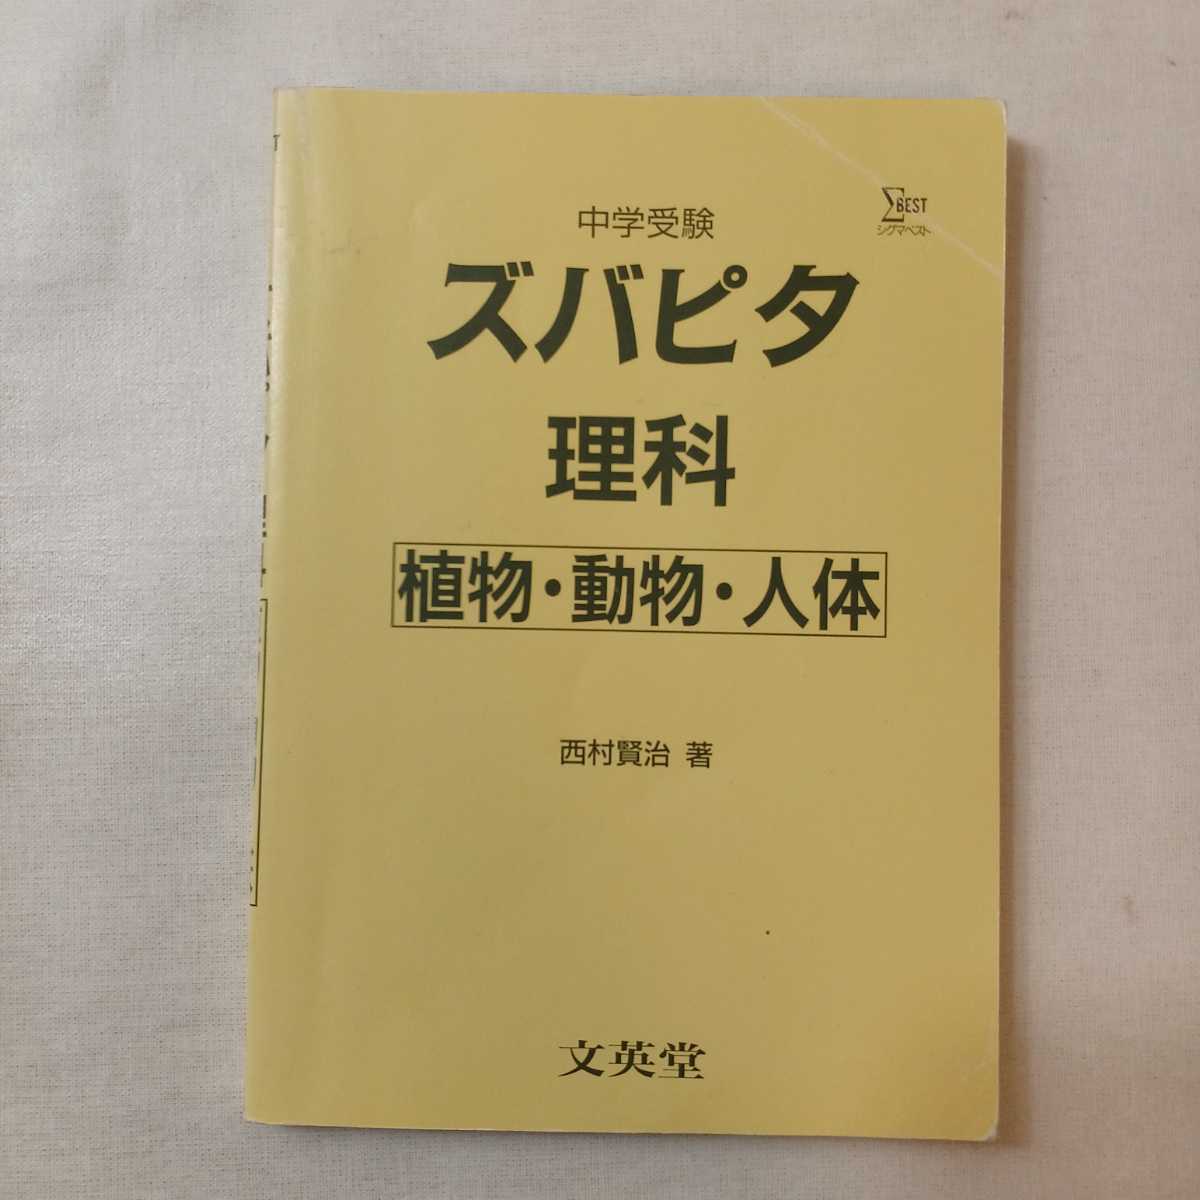 ΣBEST
シグマベスト
中学受験
ズバピタ
理科
植物・動物・人体
西村賢治 著
文英堂